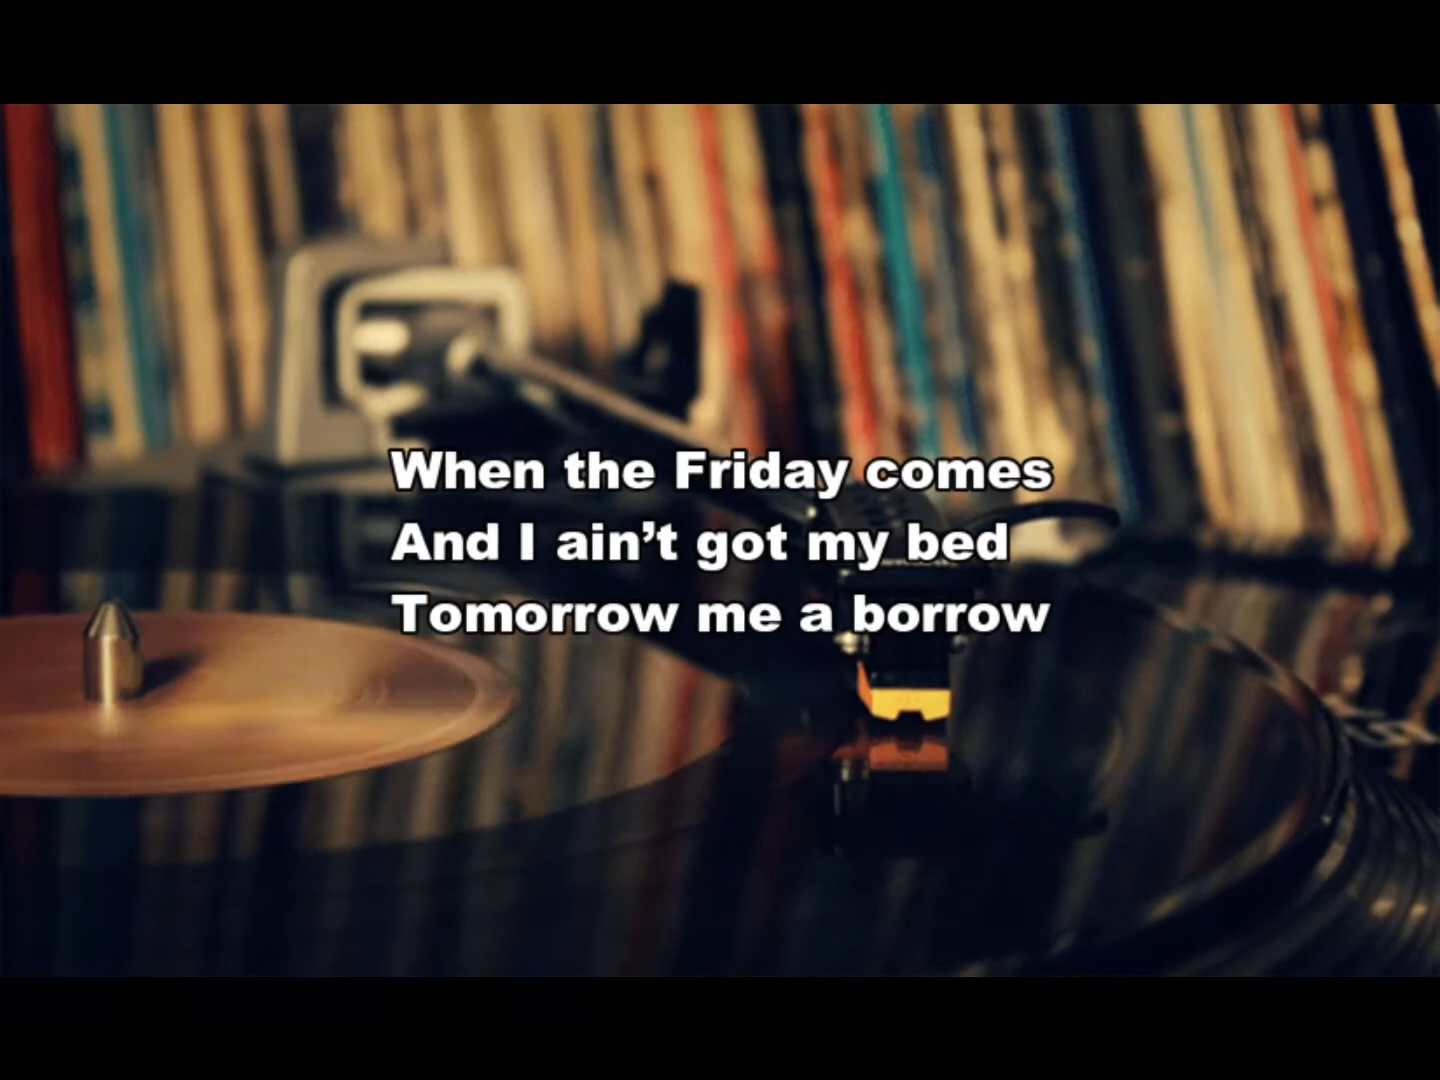 When the Friday comes
And I ain’t got my bed
Tomorrow me a borrow